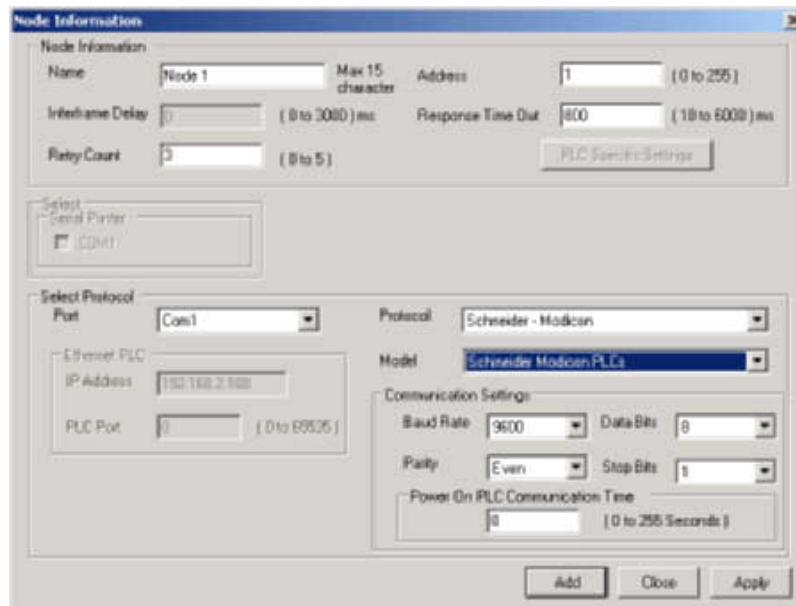 Node Information
Node Information
Name Node 1 Max 15 character Address 1 ( 0 to 255 )
Interframe Delay 0 ( 0 to 3000 ) ms Response Time Out 800 ( 10 to 6000 ) ms
Retry Count 3 ( 0 to 5 ) PLC Specific Settings
Select
Serial Printer
COM1
Select Protocol
Port Com1 Protocol Schneider - Modicon
Ethernet PLC Model Schneider Modicon PLCs
IP Address 192.168.2.100 Communication Settings
PLC Port 0 ( 0 to 65535 ) Baud Rate 9600 Data Bits 8
Parity Even Stop Bits 1
Power On PLC Communication Time
( 0 to 255 Seconds )
Add Close Apply